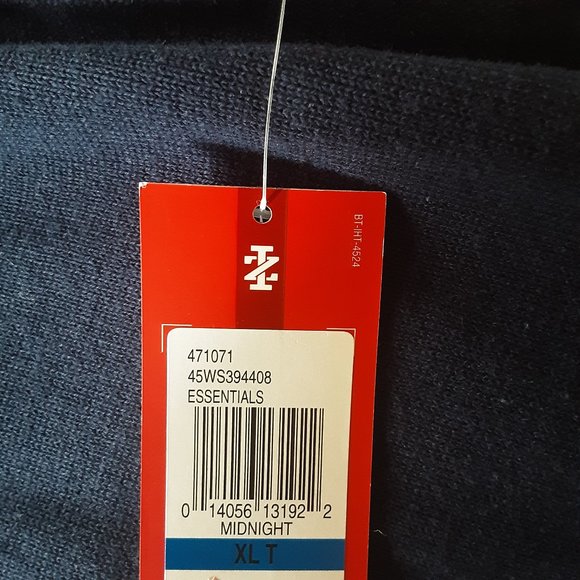 BT-IHT-4524
471071
45WS394408
ESSENTIALS
0 14056 13192 2
MIDNIGHT
XL T